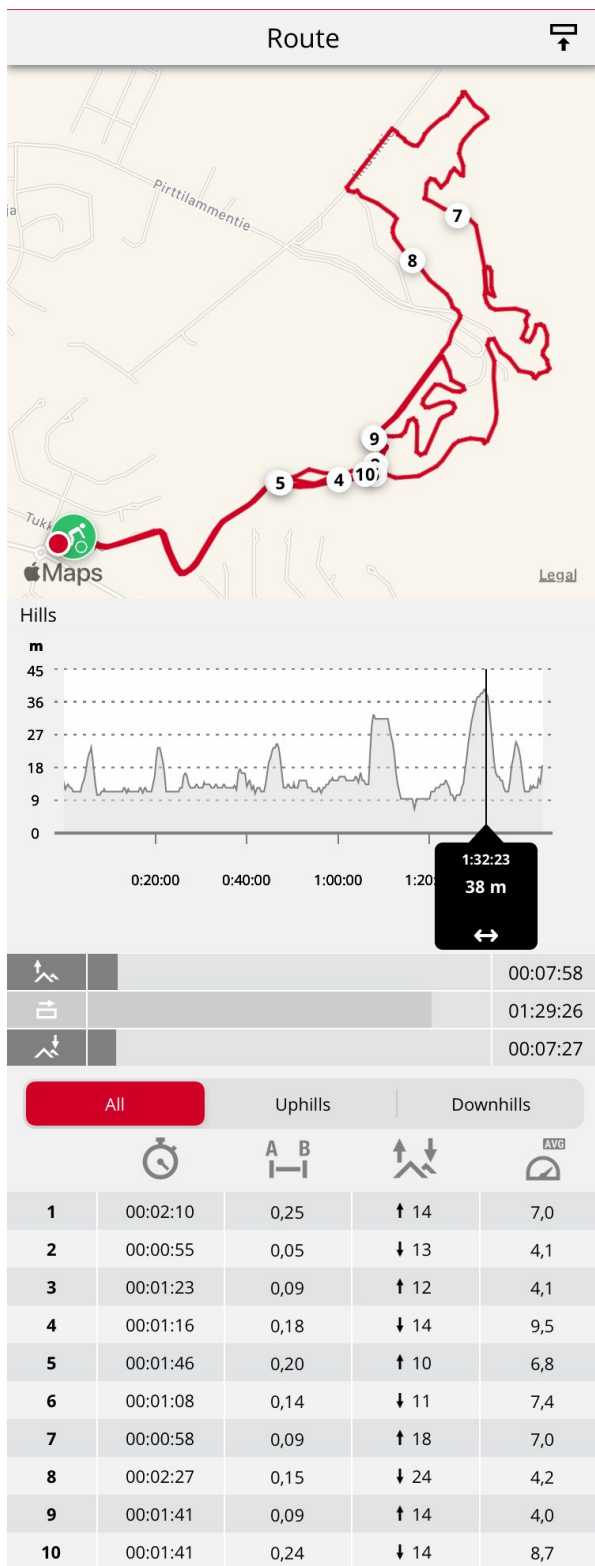 Route
Pirttilammentie
ja
7
8
9
5
4
10
Tukk
Maps
Legal
Hills
m
45
36
27
18
9
0
0:20:00 0:40:00 1:00:00 1:20:
1:32:23
38 m
00:07:58
01:29:26
00:07:27
All Uphills Downhills
A B AVG
1 00:02:10 0,25 14 7,0
2 00:00:55 0,05 13 4,1
3 00:01:23 0,09 12 4,1
4 00:01:16 0,18 14 9,5
5 00:01:46 0,20 10 6,8
6 00:01:08 0,14 11 7,4
7 00:00:58 0,09 18 7,0
8 00:02:27 0,15 24 4,2
9 00:01:41 0,09 14 4,0
10 00:01:41 0,24 14 8,7